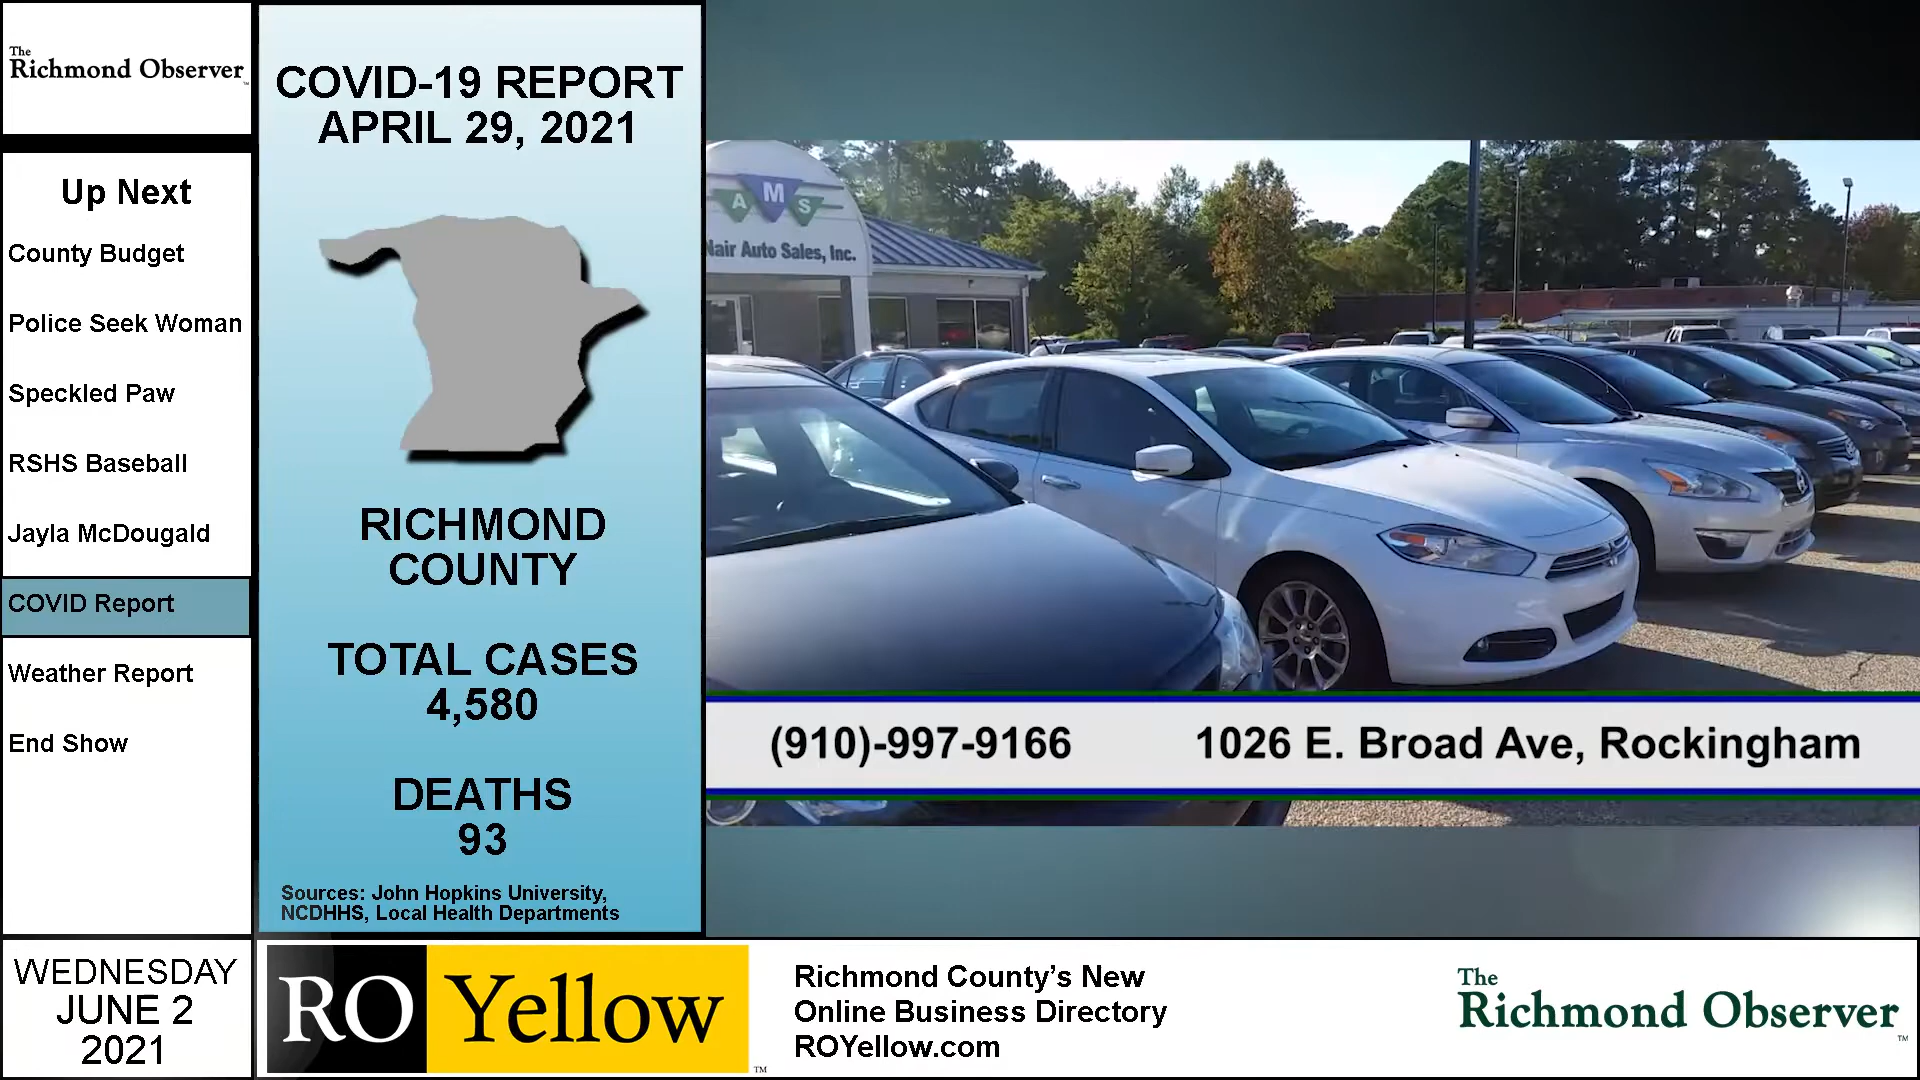 The
Richmond Observer
Up Next
County Budget
Police Seek Woman
Speckled Paw
RSHS Baseball
Jayla McDougald
COVID Report
Weather Report
End Show
WEDNESDAY
JUNE 2
2021
COVID-19 REPORT
APRIL 29, 2021
RICHMOND
COUNTY
TOTAL CASES
4,580
DEATHS
93
Sources: John Hopkins University,
NCDHHS, Local Health Departments
AMS
Nair Auto Sales, Inc.
(910)-997-9166 1026 E. Broad Ave, Rockingham
RO Yellow TM
Richmond County’s New
Online Business Directory
ROYellow.com
The
Richmond Observer TM